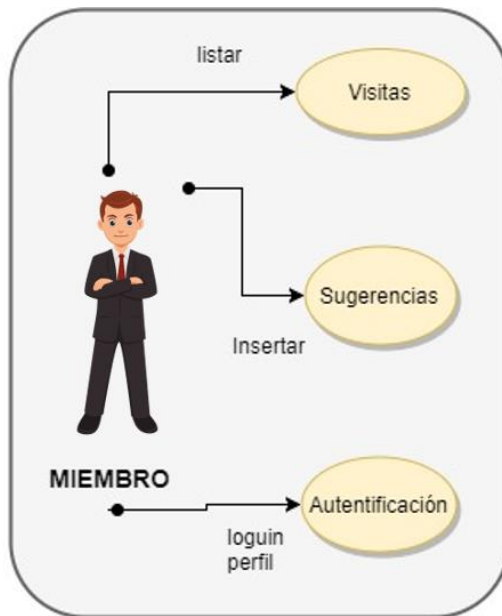 listar
Visitas
Sugerencias
Insertar
MIEMBRO
Autentificación
loguin
perfil